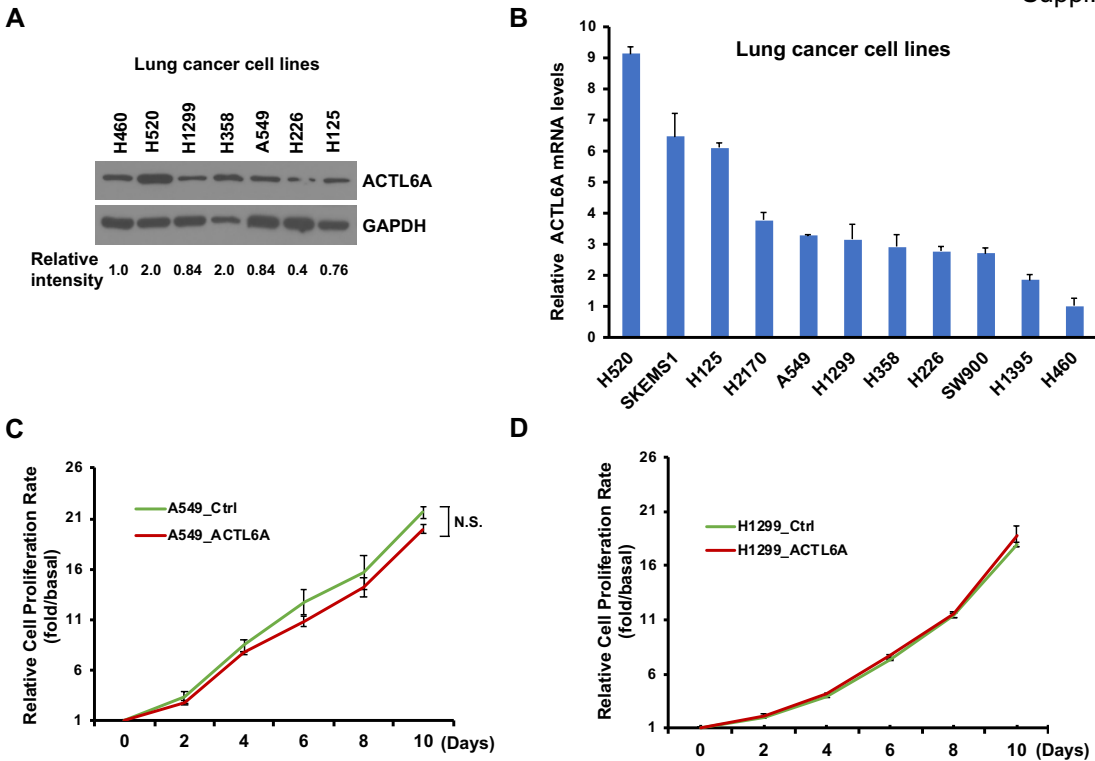 Suppl
A
Lung cancer cell lines
H460 H520 H1299 H358 A549 H226 H125
ACTL6A
GAPDH
Relative
intensity 1.0 2.0 0.84 2.0 0.84 0.4 0.76
B
Lung cancer cell lines
Relative ACTL6A mRNA levels
10
9
8
7
6
5
4
3
2
1
0
H520 SKEMS1 H125 H2170 A549 H1299 H358 H226 SW900 H1395 H460
C
Relative Cell Proliferation Rate
(fold/basal)
26
21
16
11
6
1
A549_Ctrl
A549_ACTL6A
N.S.
0 2 4 6 8 10 (Days)
D
Relative Cell Proliferation Rate
(fold/basal)
26
21
16
11
6
1
H1299_Ctrl
H1299_ACTL6A
0 2 4 6 8 10 (Days)